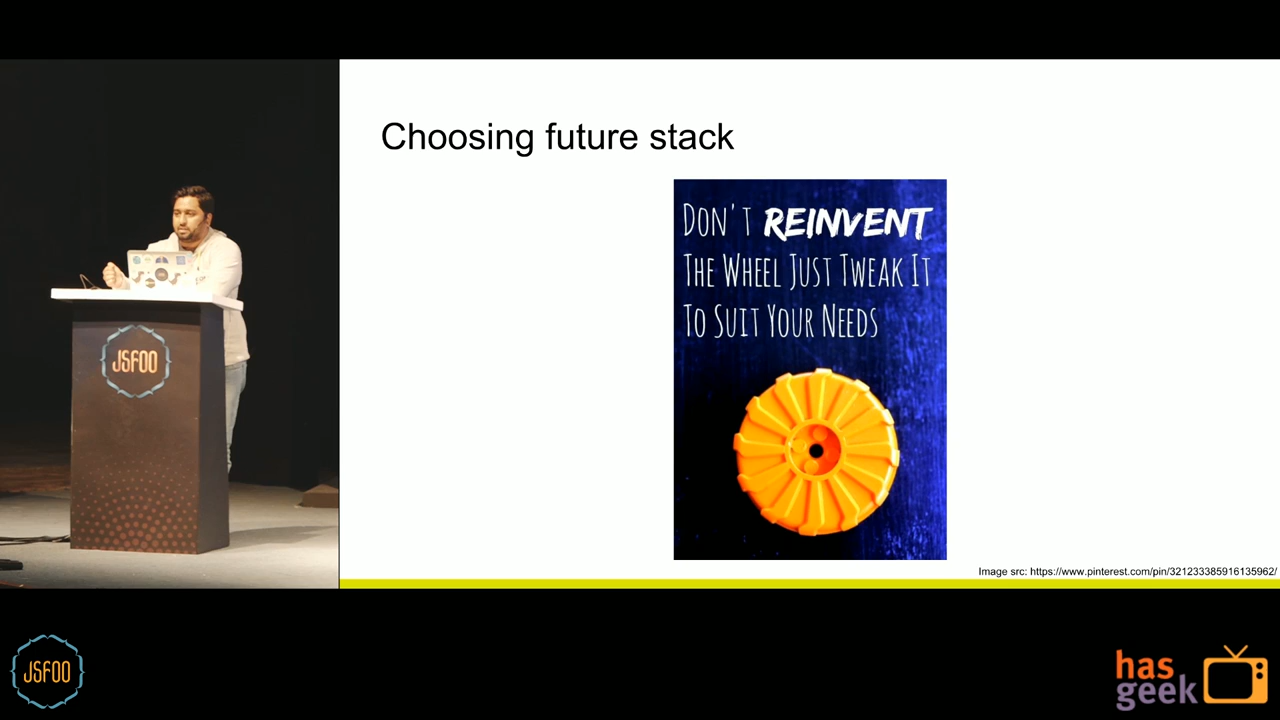 Choosing future stack
DON'T REINVENT
THE WHEEL JUST TWEAK IT
TO SUIT YOUR NEEDS
Image src: https://www.pinterest.com/pin/321233385916135962/
JSFOO
JSFOO
has
geek